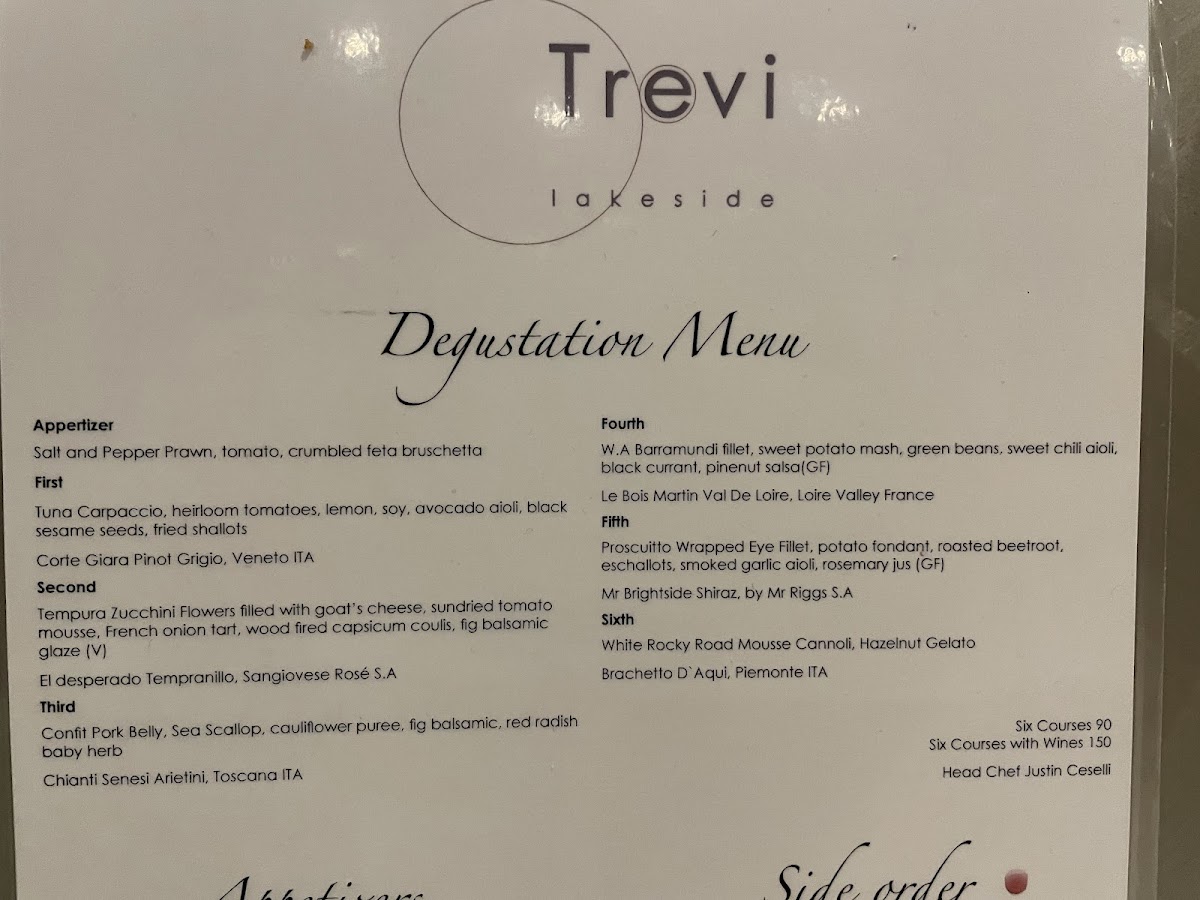 Trevi
lakeside
Degustation Menu
Appertizer
Salt and Pepper Prawn, tomato, crumbled feta bruschetta
First
Tuna Carpaccio, heirloom tomatoes, lemon, soy, avocado aioli, black
sesame seeds, fried shallots
Corte Giara Pinot Grigio, Veneto ITA
Second
Tempura Zucchini Flowers filled with goat's cheese, sundried tomato
mousse, French onion tart, wood fired capsicum coulis, fig balsamic
glaze (V)
El desperado Tempranillo, Sangiovese Rosé S.A
Third
Confit Pork Belly, Sea Scallop, cauliflower puree, fig balsamic, red radish
baby herb
Chianti Senesi Arietini, Toscana ITA
Fourth
W.A Barramundi fillet, sweet potato mash, green beans, sweet chili aioli,
black currant, pinenut salsa(GF)
Le Bois Martin Val De Loire, Loire Valley France
Fifth
Proscuitto Wrapped Eye Fillet, potato fondant, roasted beetroot,
eschallots, smoked garlic aioli, rosemary jus (GF)
Mr Brightside Shiraz, by Mr Riggs S.A
Sixth
White Rocky Road Mousse Cannoli, Hazelnut Gelato
Brachetto D`Aqui, Piemonte ITA
Six Courses 90
Six Courses with Wines 150
Head Chef Justin Ceselli
Appetizers
Side order